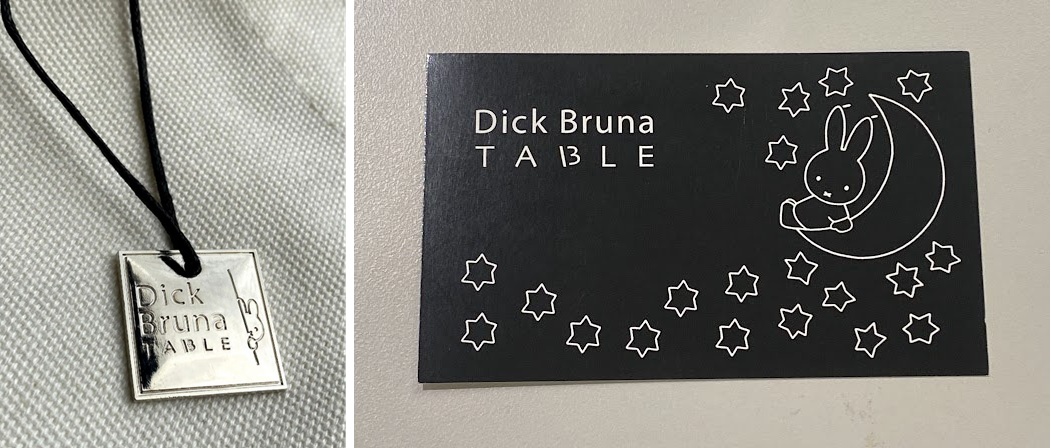 Dick
Bruna
TABLE
Dick Bruna
TABLE